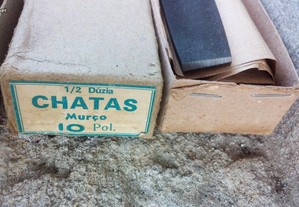 1/2 Dúzia
CHATAS
Murço
10 Pol.